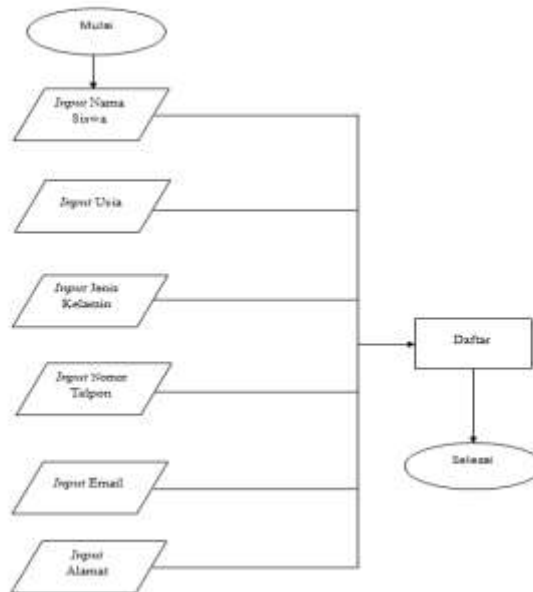 Mulai
Input Nama
Siswa
Input Usia
Input Jenis
Kelamin
Input Nomor
Telpon
Input Email
Input
Alamat
Daftar
Selesai